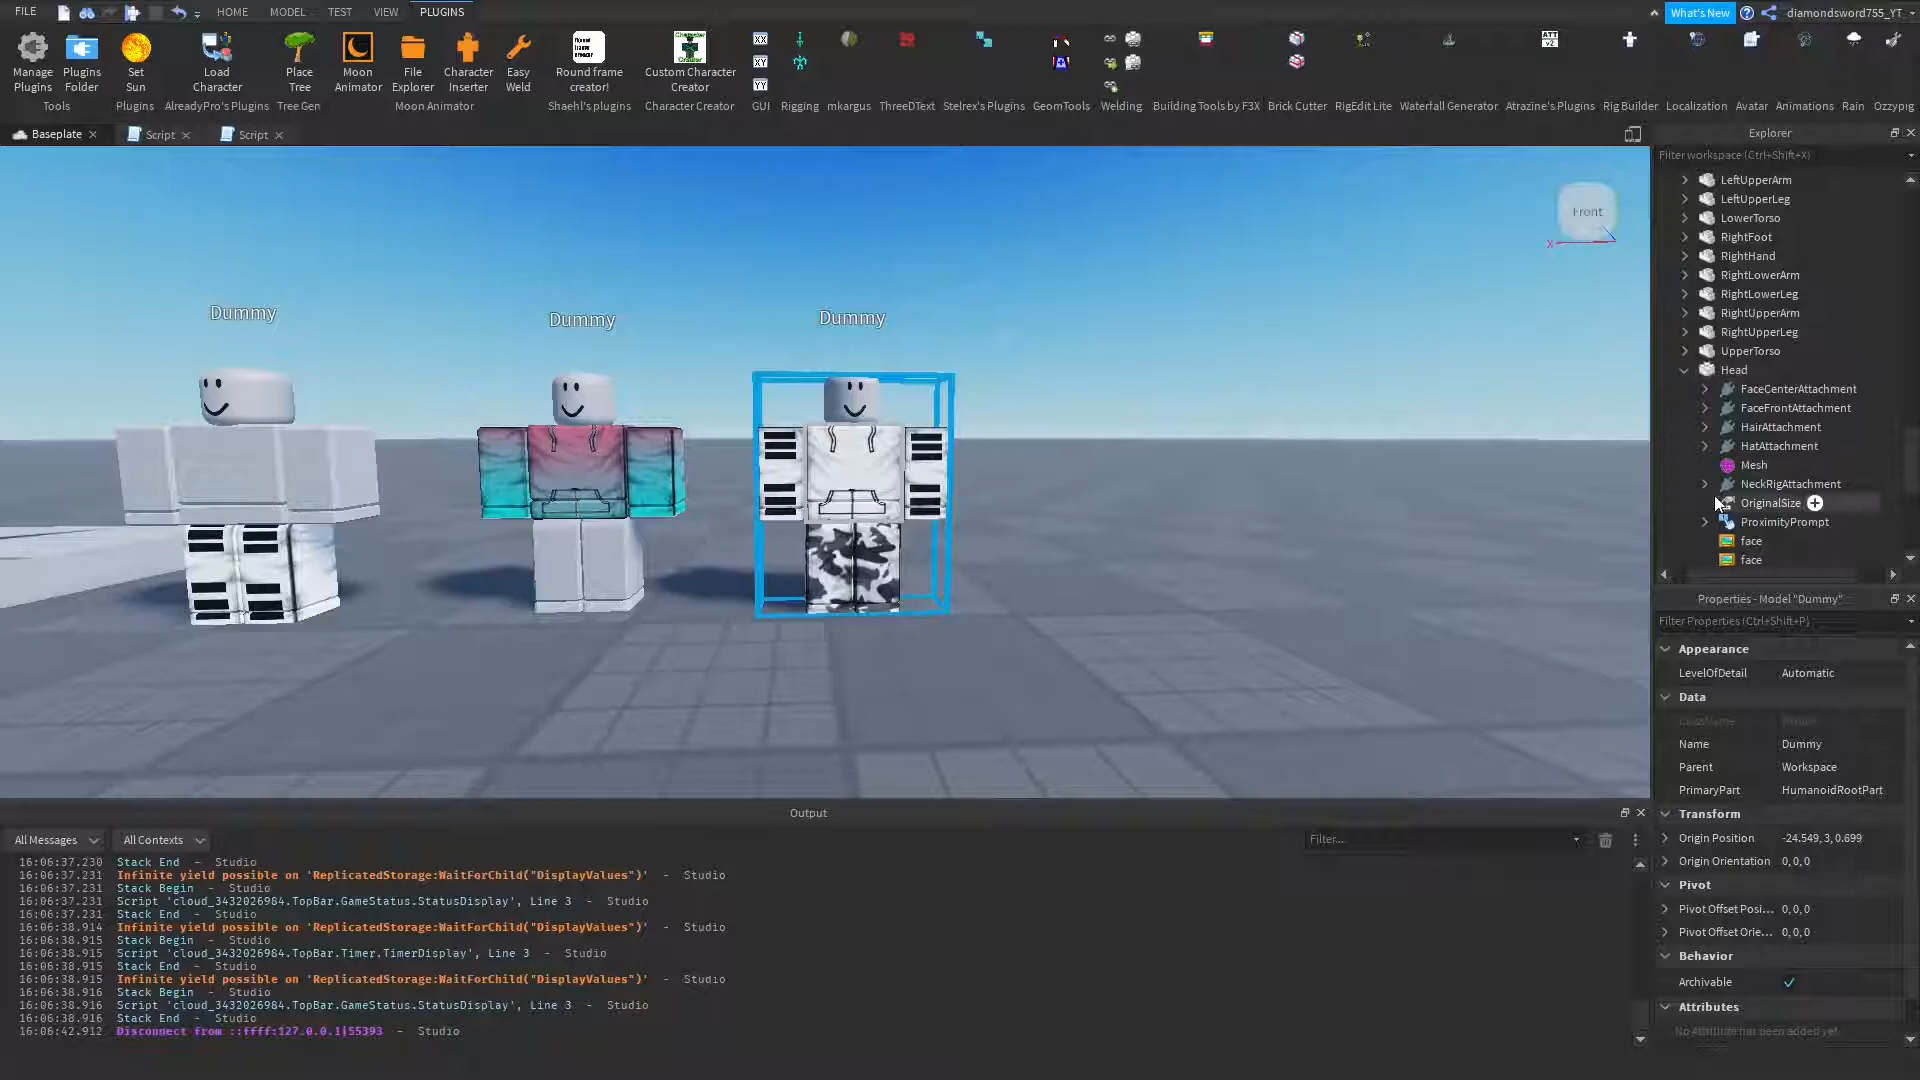 FILE
HOME
MODEL
TEST
VIEW
PLUGINS
What's New
diamondsword755_YT
Manage Plugins
Plugins Folder
Set Sun
Load Character
Place Tree
Moon Animator
File Explorer
Character Inserter
Easy Weld
Round frame creator!
Custom Character Creator
XX
XY
YY
ATT v2
Tools
Plugins
AlreadyPro's Plugins
Tree Gen
Moon Animator
Shaehl's plugins
Character Creator
GUI
Rigging
mkargus
ThreeDText
Stelrex's Plugins
GeomTools
Welding
Building Tools by F3X
Brick Cutter
RigEdit Lite
Waterfall Generator
Atrazine's Plugins
Rig Builder
Localization
Avatar
Animations
Rain
Ozzypig
Baseplate
Script
Script
Front
X
Dummy
Dummy
Dummy
Explorer
Filter workspace (Ctrl+Shift+X)
LeftUpperArm
LeftUpperLeg
LowerTorso
RightFoot
RightHand
RightLowerArm
RightLowerLeg
RightUpperArm
RightUpperLeg
UpperTorso
Head
FaceCenterAttachment
FaceFrontAttachment
HairAttachment
HatAttachment
Mesh
NeckRigAttachment
OriginalSize
ProximityPrompt
face
face
Properties - Model "Dummy"
Filter Properties (Ctrl+Shift+P)
Appearance
LevelOfDetail Automatic
Data
ClassName Model
Name Dummy
Parent Workspace
PrimaryPart HumanoidRootPart
Transform
Origin Position -24.549, 3, 0.699
Origin Orientation 0, 0, 0
Pivot
Pivot Offset Posi... 0, 0, 0
Pivot Offset Orie... 0, 0, 0
Behavior
Archivable
Attributes
No Attribute has been added yet
Output
All Messages
All Contexts
Filter...
16:06:37.230 Stack End - Studio
16:06:37.231 Infinite yield possible on 'ReplicatedStorage:WaitForChild("DisplayValues")' - Studio
16:06:37.231 Stack Begin - Studio
16:06:37.231 Script 'cloud_3432026984.TopBar.GameStatus.StatusDisplay', Line 3 - Studio
16:06:37.231 Stack End - Studio
16:06:38.914 Infinite yield possible on 'ReplicatedStorage:WaitForChild("DisplayValues")' - Studio
16:06:38.915 Stack Begin - Studio
16:06:38.915 Script 'cloud_3432026984.TopBar.Timer.TimerDisplay', Line 3 - Studio
16:06:38.915 Stack End - Studio
16:06:38.915 Infinite yield possible on 'ReplicatedStorage:WaitForChild("DisplayValues")' - Studio
16:06:38.916 Stack Begin - Studio
16:06:38.916 Script 'cloud_3432026984.TopBar.GameStatus.StatusDisplay', Line 3 - Studio
16:06:38.916 Stack End - Studio
16:06:42.912 Disconnect from ::ffff:127.0.0.1|55393 - Studio